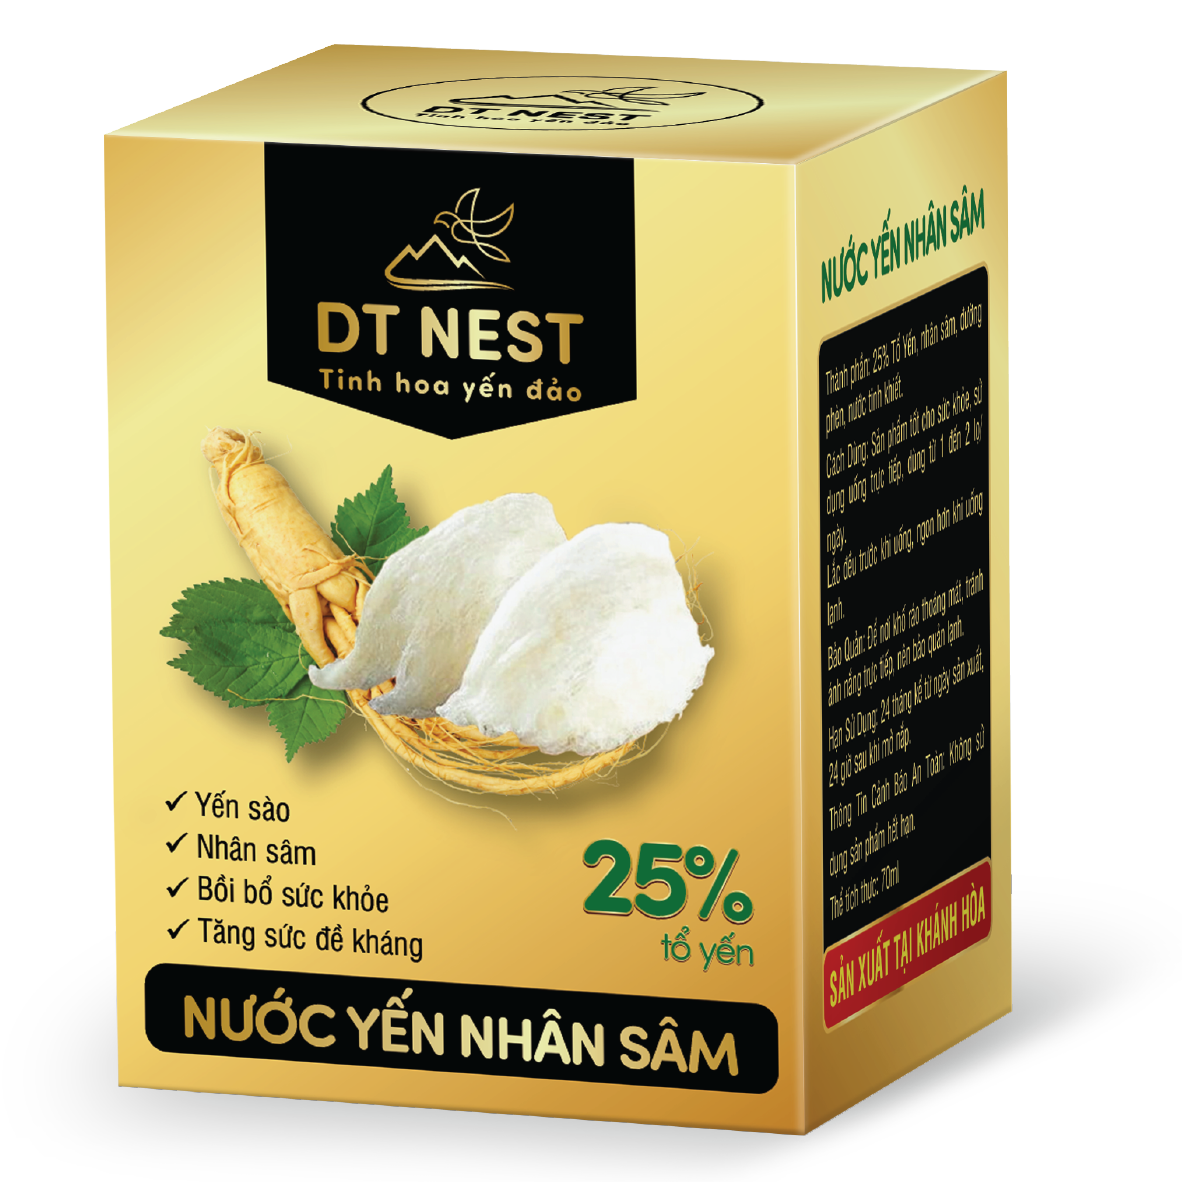 DT NEST
Tinh hoa yến đảo
DT NEST
Tinh hoa yến đảo
✓ Yến sào
✓ Nhân sâm
✓ Bồi bổ sức khỏe
✓ Tăng sức đề kháng
25%
tổ yến
NƯỚC YẾN NHÂN SÂM
NƯỚC YẾN NHÂN SÂM
Thành phần: 25% Tổ Yến, nhân sâm, đường
phèn, nước tinh khiết.
Cách Dùng: Sản phẩm tốt cho sức khỏe, sử
dụng uống trực tiếp, dùng từ 1 đến 2 lọ/
ngày.
Lắc đều trước khi uống, ngon hơn khi uống
lạnh.
Bảo Quản: Để nơi khô ráo thoáng mát, tránh
ánh nắng trực tiếp, nên bảo quản lạnh.
Hạn Sử Dụng: 24 tháng kể từ ngày sản xuất,
24 giờ sau khi mở nắp.
Thông Tin Cảnh Báo An Toàn: Không sử
dụng sản phẩm hết hạn.
Thể tích thực: 70ml
SẢN XUẤT TẠI KHÁNH HÒA